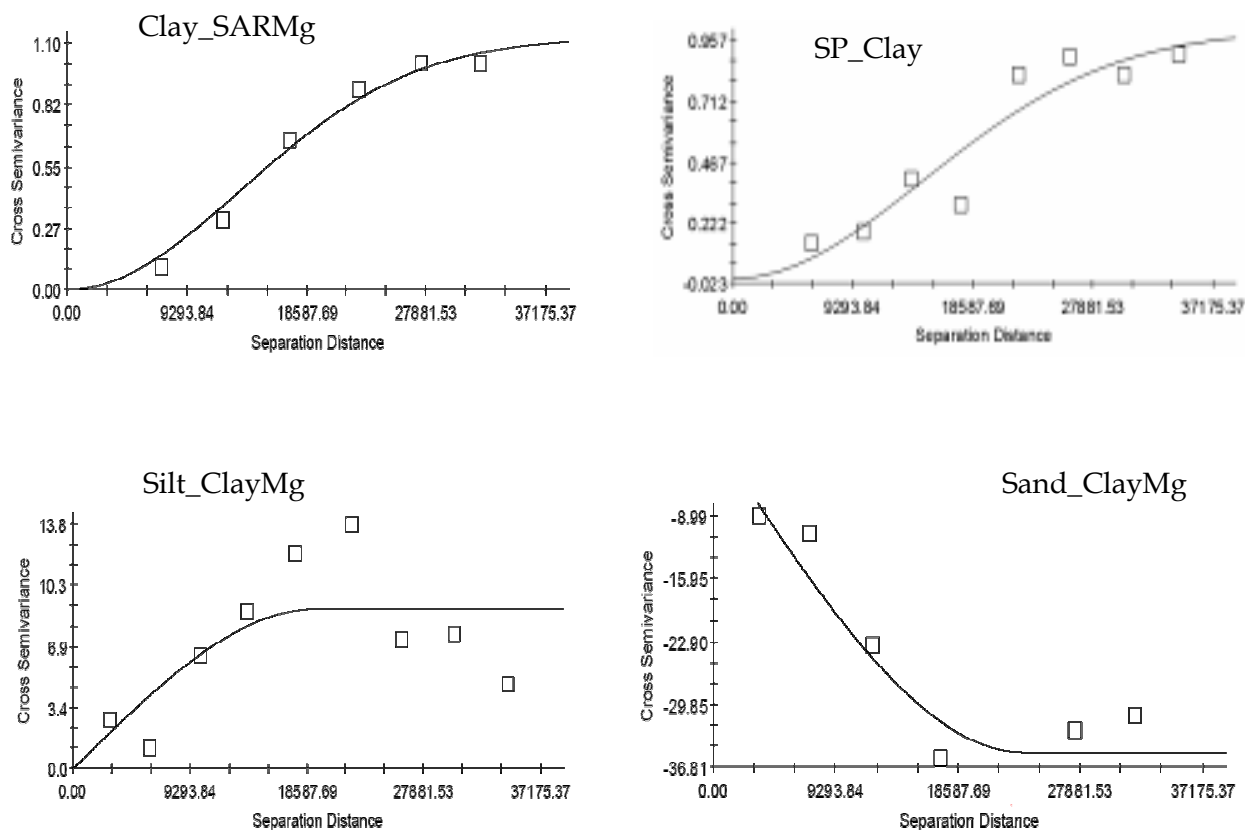 Clay_SARMg
1.10
0.82
0.55
0.27
0.00
Cross Semivariance
0.00 9293.84 18587.69 27881.53 37175.37
Separation Distance
SP_Clay
0.957
0.712
0.467
0.222
-0.023
Cross Semivariance
0.00 9293.84 18587.69 27881.53 37175.37
Separation Distance
Silt_ClayMg
13.8
10.3
6.9
3.4
0.0
Cross Semivariance
0.00 9293.84 18587.69 27881.53 37175.37
Separation Distance
Sand_ClayMg
-8.99
-15.95
-22.90
-29.85
-36.81
Cross Semivariance
0.00 9293.84 18587.69 27881.53 37175.37
Separation Distance